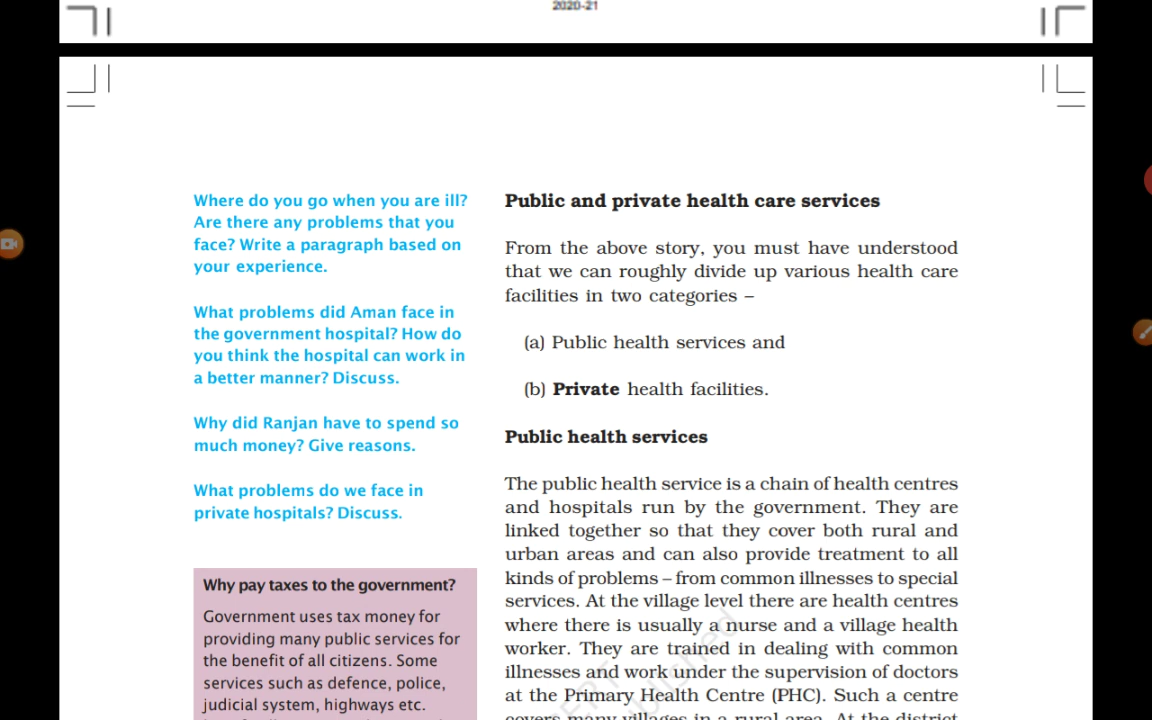 2020-21
Where do you go when you are ill?
Are there any problems that you
face? Write a paragraph based on
your experience.
What problems did Aman face in
the government hospital? How do
you think the hospital can work in
a better manner? Discuss.
Why did Ranjan have to spend so
much money? Give reasons.
What problems do we face in
private hospitals? Discuss.
Why pay taxes to the government?
Government uses tax money for
providing many public services for
the benefit of all citizens. Some
services such as defence, police,
judicial system, highways etc.
Public and private health care services
From the above story, you must have understood
that we can roughly divide up various health care
facilities in two categories –
(a) Public health services and
(b) Private health facilities.
Public health services
The public health service is a chain of health centres
and hospitals run by the government. They are
linked together so that they cover both rural and
urban areas and can also provide treatment to all
kinds of problems – from common illnesses to special
services. At the village level there are health centres
where there is usually a nurse and a village health
worker. They are trained in dealing with common
illnesses and work under the supervision of doctors
at the Primary Health Centre (PHC). Such a centre
covers many villages in a rural area. At the district